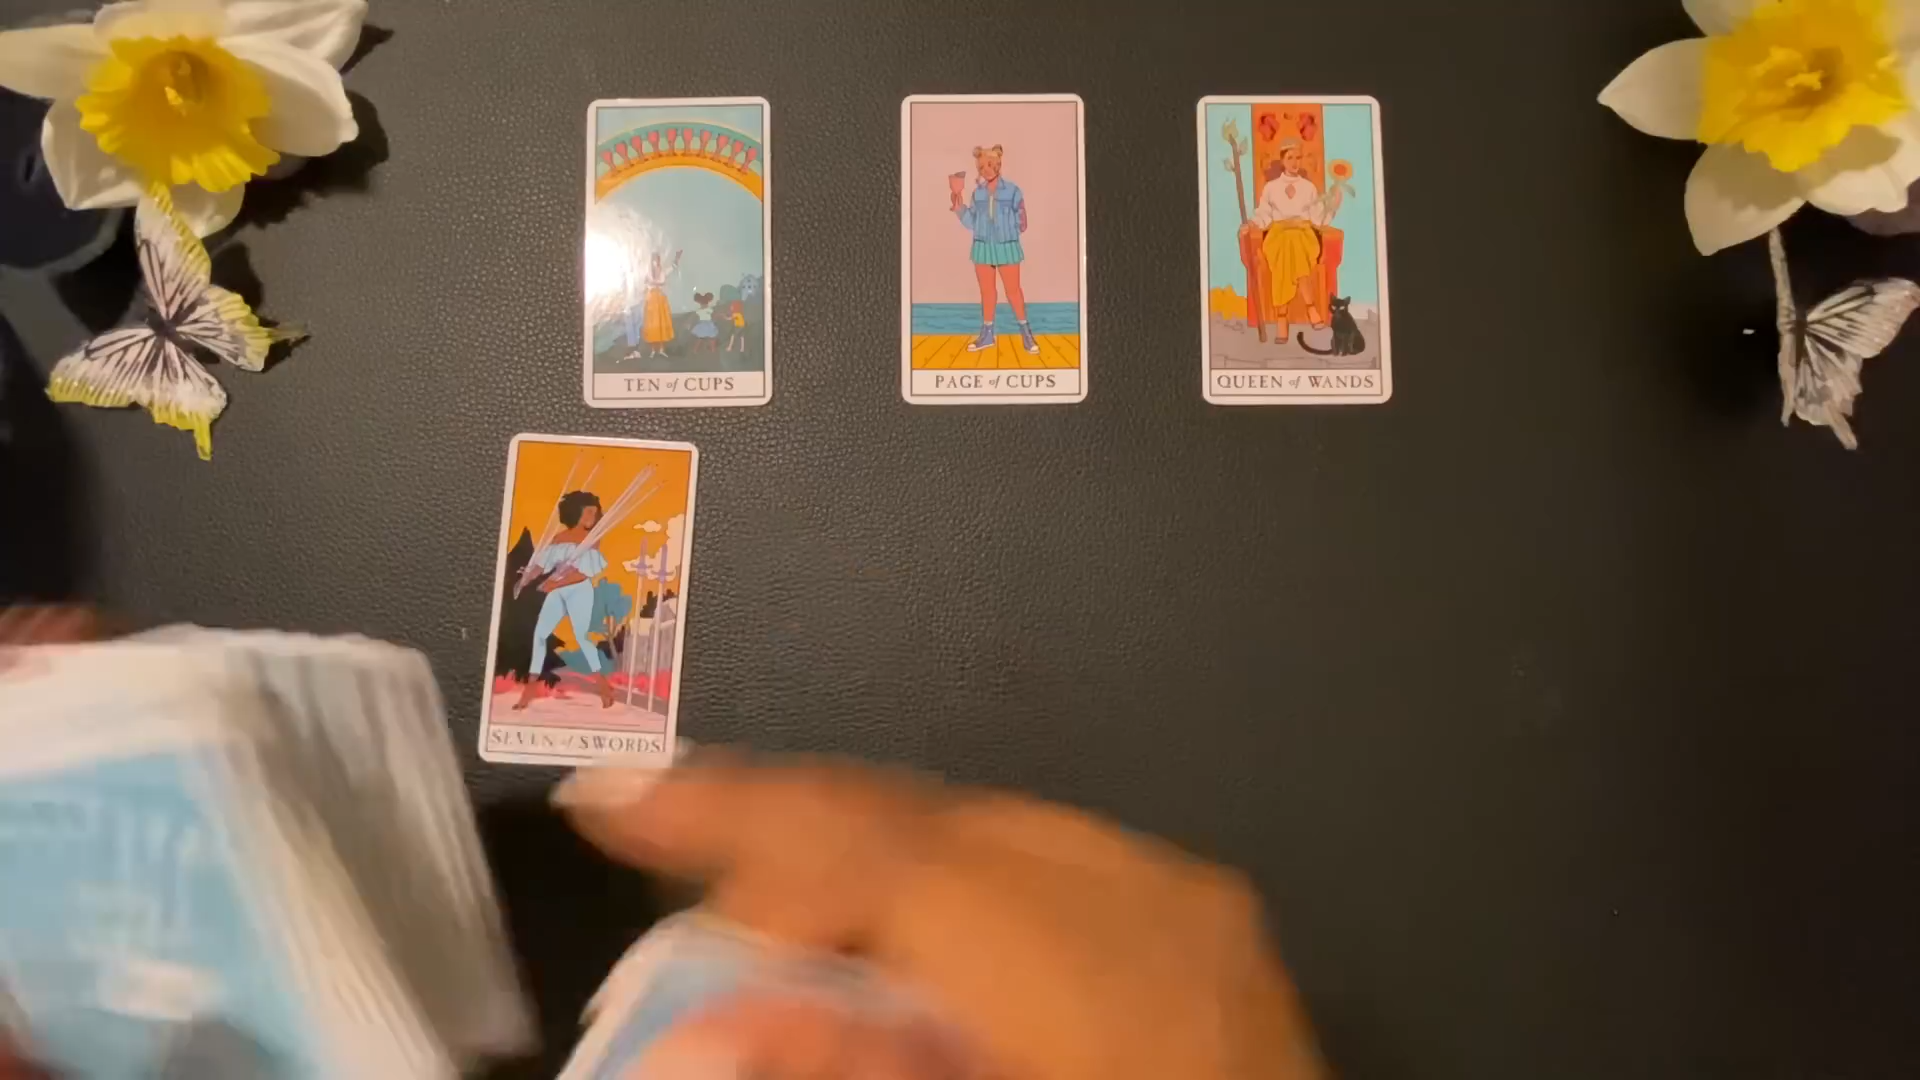 TEN of CUPS
PAGE of CUPS
QUEEN of WANDS
SEVEN of SWORDS